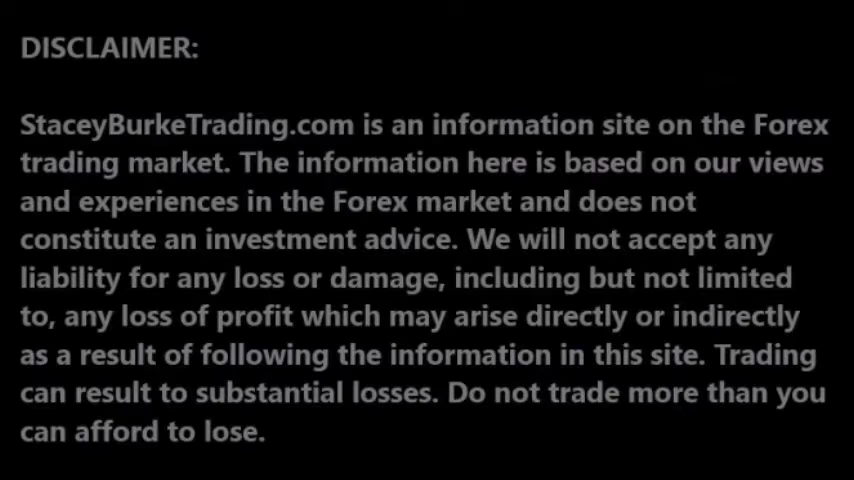 DISCLAIMER:
StaceyBurkeTrading.com is an information site on the Forex
trading market. The information here is based on our views
and experiences in the Forex market and does not
constitute an investment advice. We will not accept any
liability for any loss or damage, including but not limited
to, any loss of profit which may arise directly or indirectly
as a result of following the information in this site. Trading
can result to substantial losses. Do not trade more than you
can afford to lose.